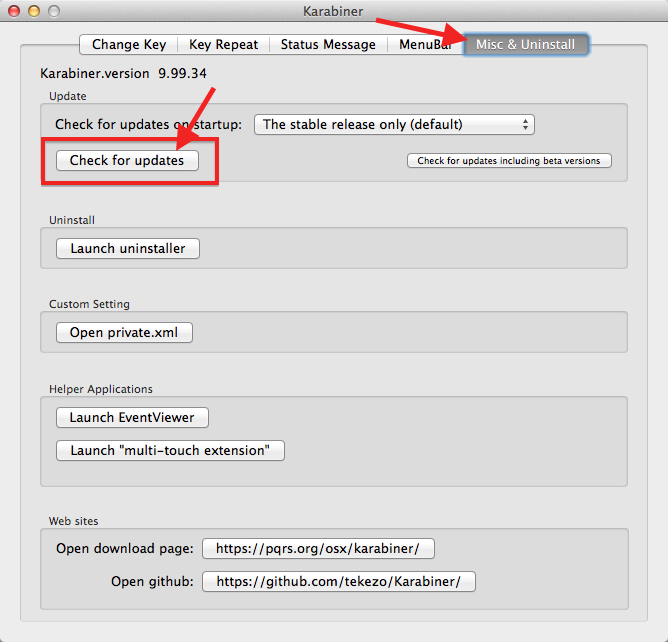 Karabiner
Change Key Key Repeat Status Message MenuBar Misc & Uninstall
Karabiner.version 9.99.34
Update
Check for updates on startup: The stable release only (default)
Check for updates Check for updates including beta versions
Uninstall
Launch uninstaller
Custom Setting
Open private.xml
Helper Applications
Launch EventViewer
Launch "multi-touch extension"
Web sites
Open download page: https://pqrs.org/osx/karabiner/
Open github: https://github.com/tekezo/Karabiner/